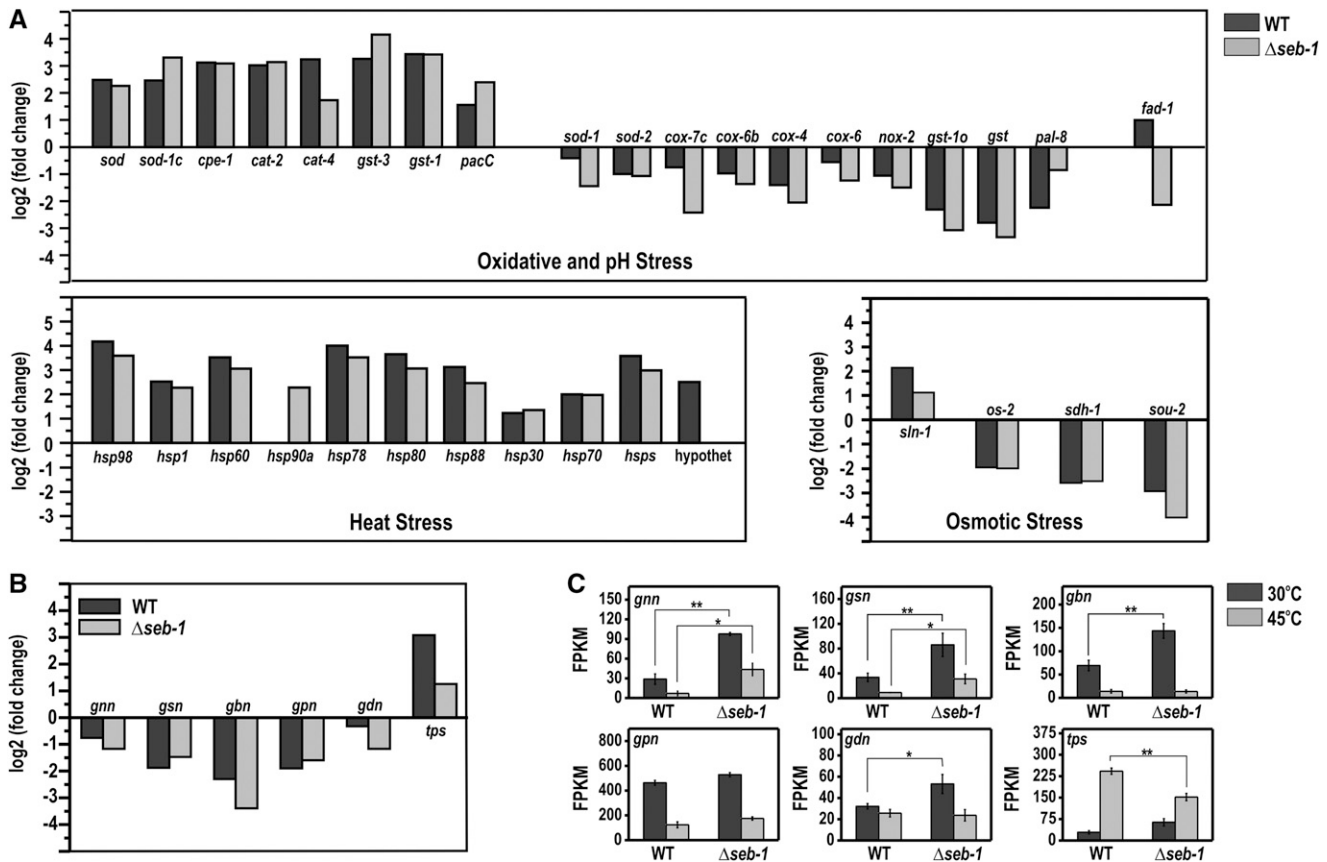 A
WT
Δseb-1
log2 (fold change)
4
3
2
1
0
-1
-2
-3
-4
sod sod-1c cpe-1 cat-2 cat-4 gst-3 gst-1 pacC
sod-1 sod-2 cox-7c cox-6b cox-4 cox-6 nox-2 gst-1o gst pal-8
fad-1
Oxidative and pH Stress
log2 (fold change)
5
4
3
2
1
0
-1
-2
-3
hsp98 hsp1 hsp60 hsp90a hsp78 hsp80 hsp88 hsp30 hsp70 hsps hypothet
Heat Stress
log2 (fold change)
4
3
2
1
0
-1
-2
-3
-4
sln-1
os-2 sdh-1 sou-2
Osmotic Stress
B
WT
Δseb-1
log2 (fold change)
4
3
2
1
0
-1
-2
-3
-4
gnn gsn gbn gpn gdn
tps
C
30°C
45°C
gnn
FPKM
150
120
90
60
30
0
**
*
WT Δseb-1
gsn
FPKM
150
120
90
60
30
0
**
*
WT Δseb-1
gbn
FPKM
200
150
100
50
0
**
WT Δseb-1
gpn
FPKM
800
600
400
200
0
WT Δseb-1
gdn
FPKM
100
80
60
40
20
0
*
WT Δseb-1
tps
FPKM
375
300
225
150
75
0
**
WT Δseb-1